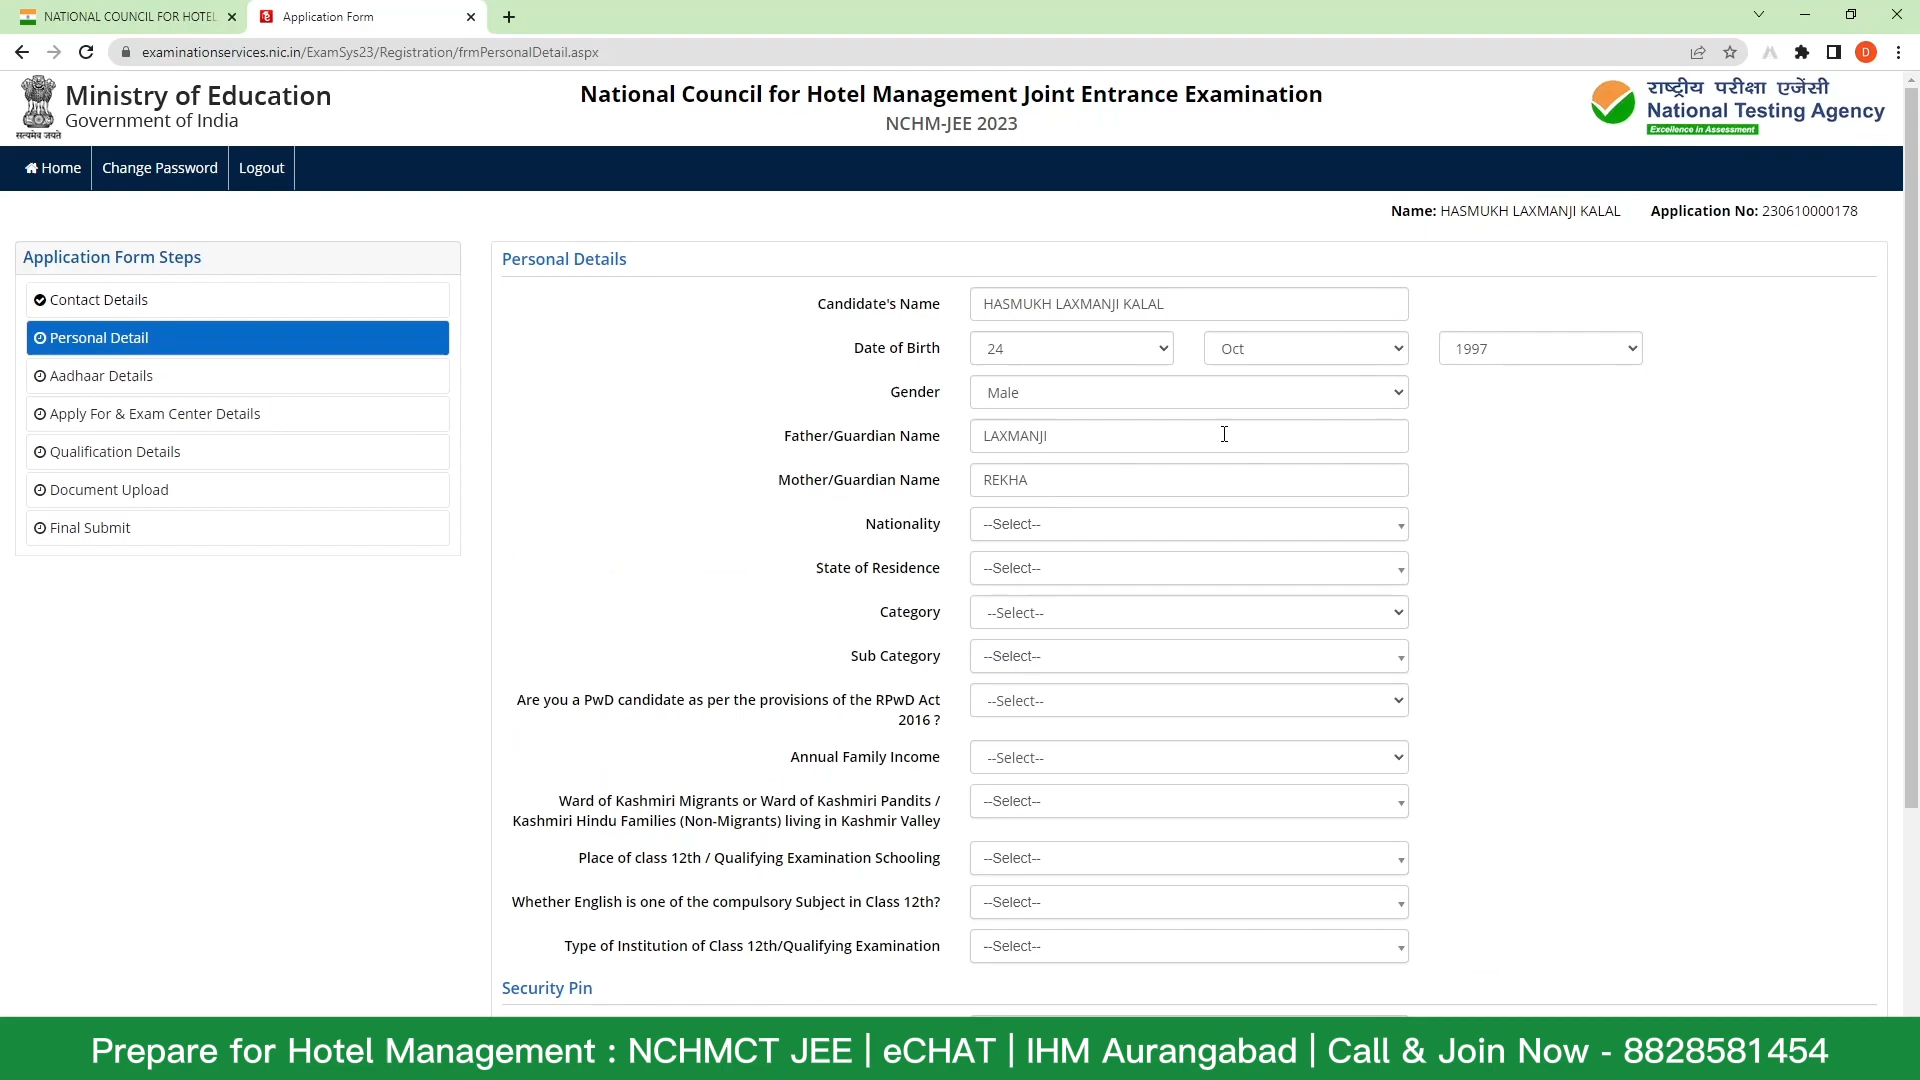 NATIONAL COUNCIL FOR HOTEL
Application Form
examinationservices.nic.in/ExamSys23/Registration/frmPersonalDetail.aspx
D
Ministry of Education
Government of India
सत्यमेव जयते
National Council for Hotel Management Joint Entrance Examination
NCHM-JEE 2023
राष्ट्रीय परीक्षा एजेंसी
National Testing Agency
Excellence in Assessment
Home
Change Password
Logout
Name: HASMUKH LAXMANJI KALAL
Application No: 230610000178
Application Form Steps
Contact Details
Personal Detail
Aadhaar Details
Apply For & Exam Center Details
Qualification Details
Document Upload
Final Submit
Personal Details
Candidate's Name HASMUKH LAXMANJI KALAL
Date of Birth 24 Oct 1997
Gender Male
Father/Guardian Name LAXMANJI
Mother/Guardian Name REKHA
Nationality --Select--
State of Residence --Select--
Category --Select--
Sub Category --Select--
Are you a PwD candidate as per the provisions of the RPwD Act --Select--
2016 ?
Annual Family Income --Select--
Ward of Kashmiri Migrants or Ward of Kashmiri Pandits / --Select--
Kashmiri Hindu Families (Non-Migrants) living in Kashmir Valley
Place of class 12th / Qualifying Examination Schooling --Select--
Whether English is one of the compulsory Subject in Class 12th? --Select--
Type of Institution of Class 12th/Qualifying Examination --Select--
Security Pin
Prepare for Hotel Management : NCHMCT JEE | eCHAT | IHM Aurangabad | Call & Join Now - 8828581454